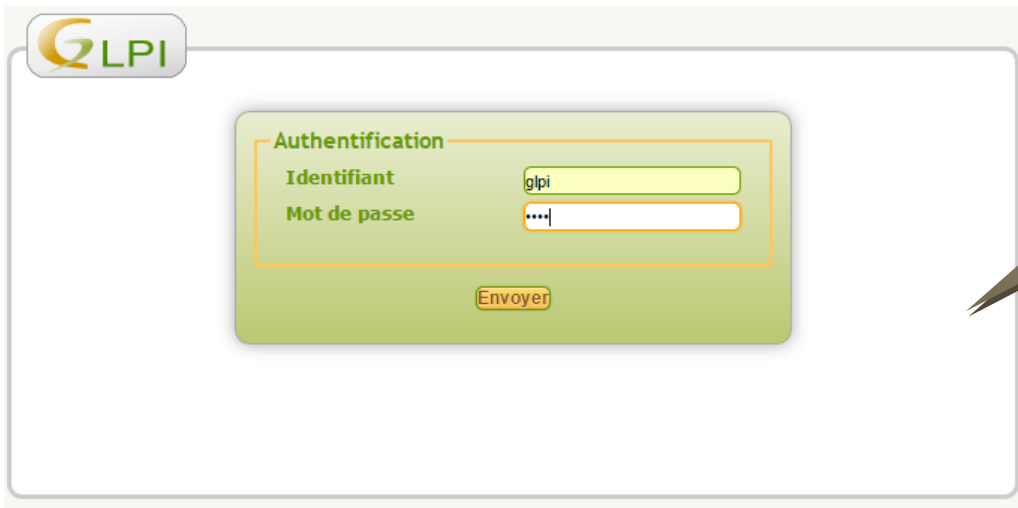 GLPI
Authentification
Identifiant
glpi
Mot de passe
••••
Envoyer